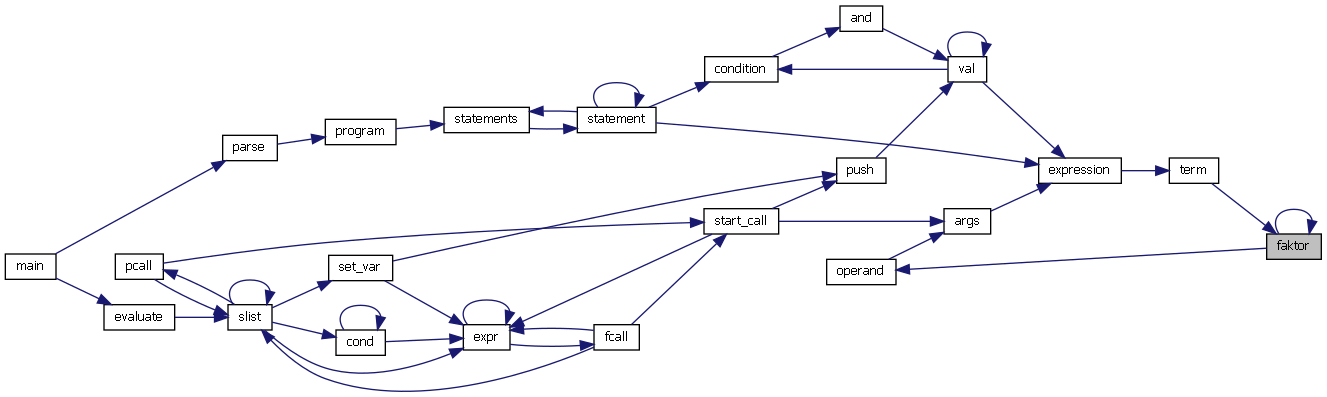 and
condition
val
statements
statement
program
parse
push
expression
term
start_call
args
faktor
main
pcall
set_var
operand
evaluate
slist
cond
expr
fcall